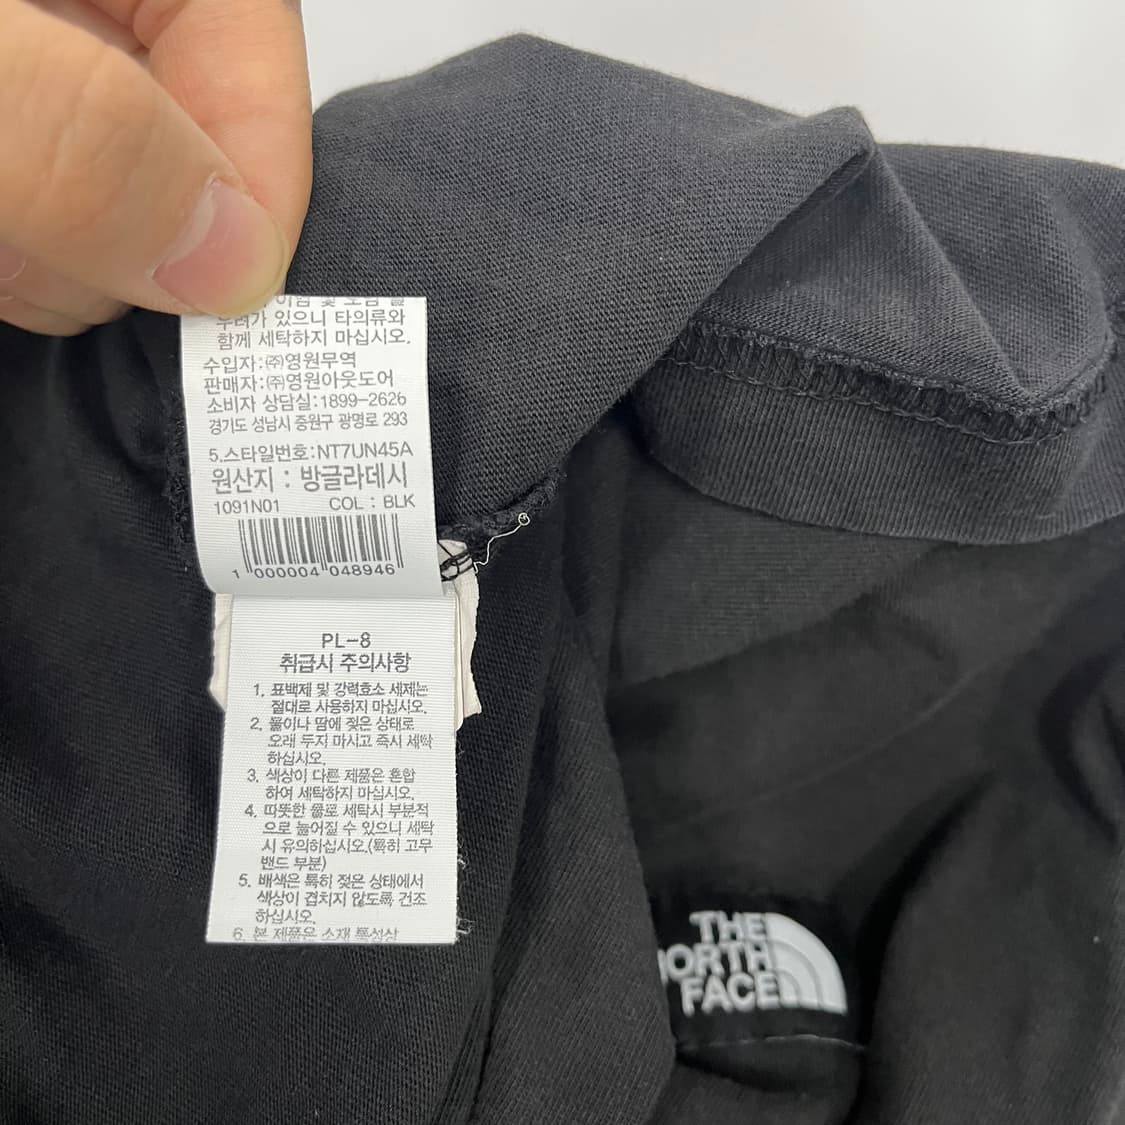 우려가 있으니 타의류와
함께 세탁하지 마십시오.
수입자:㈜영원무역
판매자:㈜영원아웃도어
소비자 상담실:1899-2626
경기도 성남시 중원구 광명로 293
5.스타일번호:NT7UN45A
원산지 : 방글라데시
1091N01 COL : BLK
1 000004 048946
PL-8
취급시 주의사항
1. 표백제 및 강력효소 세제는
절대로 사용하지 마십시오.
2. 물이나 땀에 젖은 상태로
오래 두지 마시고 즉시 세탁
하십시오.
3. 색상이 다른 제품은 혼합
하여 세탁하지 마십시오.
4. 따뜻한 물로 세탁시 부분적
으로 늘어질 수 있으니 세탁
시 유의하십시오.(특히 고무
밴드 부분)
5. 배색은 특히 젖은 상태에서
색상이 겹치지 않도록 건조
하십시오.
6. 본 제품은 소재 특성상
THE
NORTH
FACE